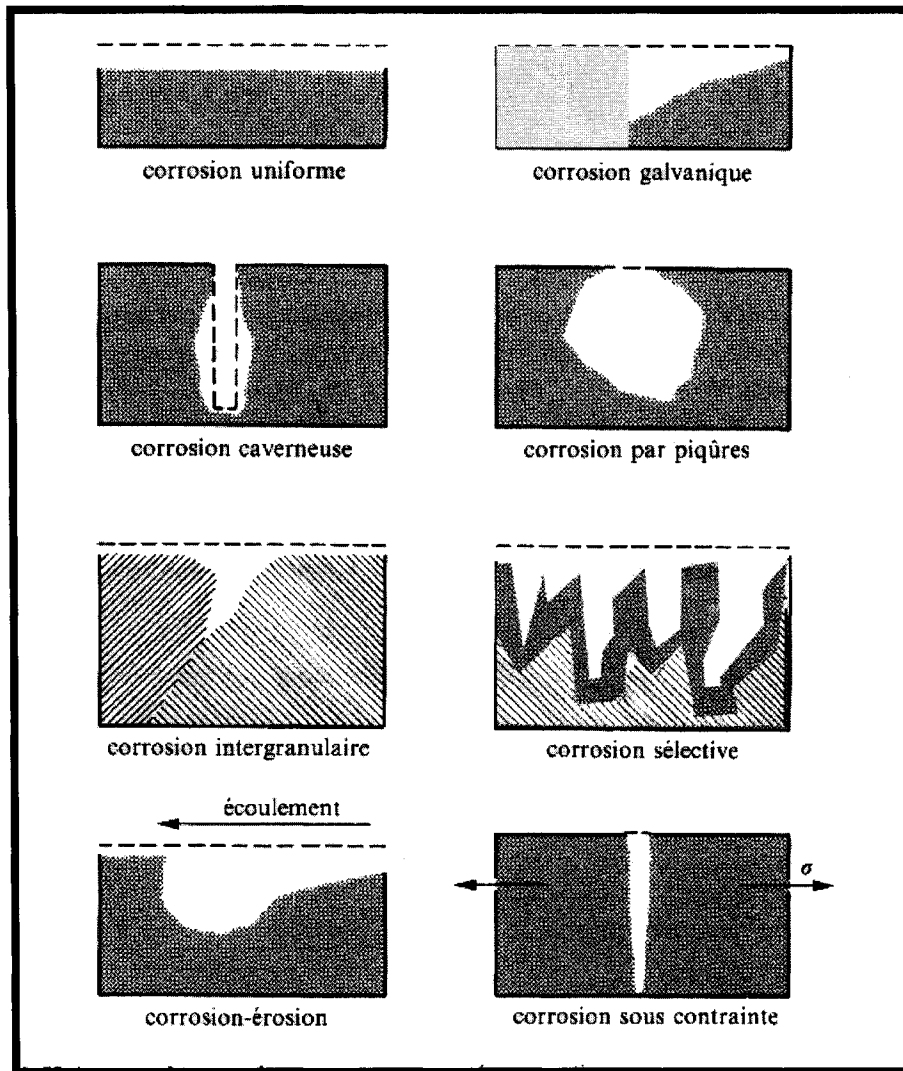 corrosion uniforme
corrosion galvanique
corrosion caverneuse
corrosion par piqûres
corrosion intergranulaire
corrosion sélective
écoulement
σ
corrosion-érosion
corrosion sous contrainte